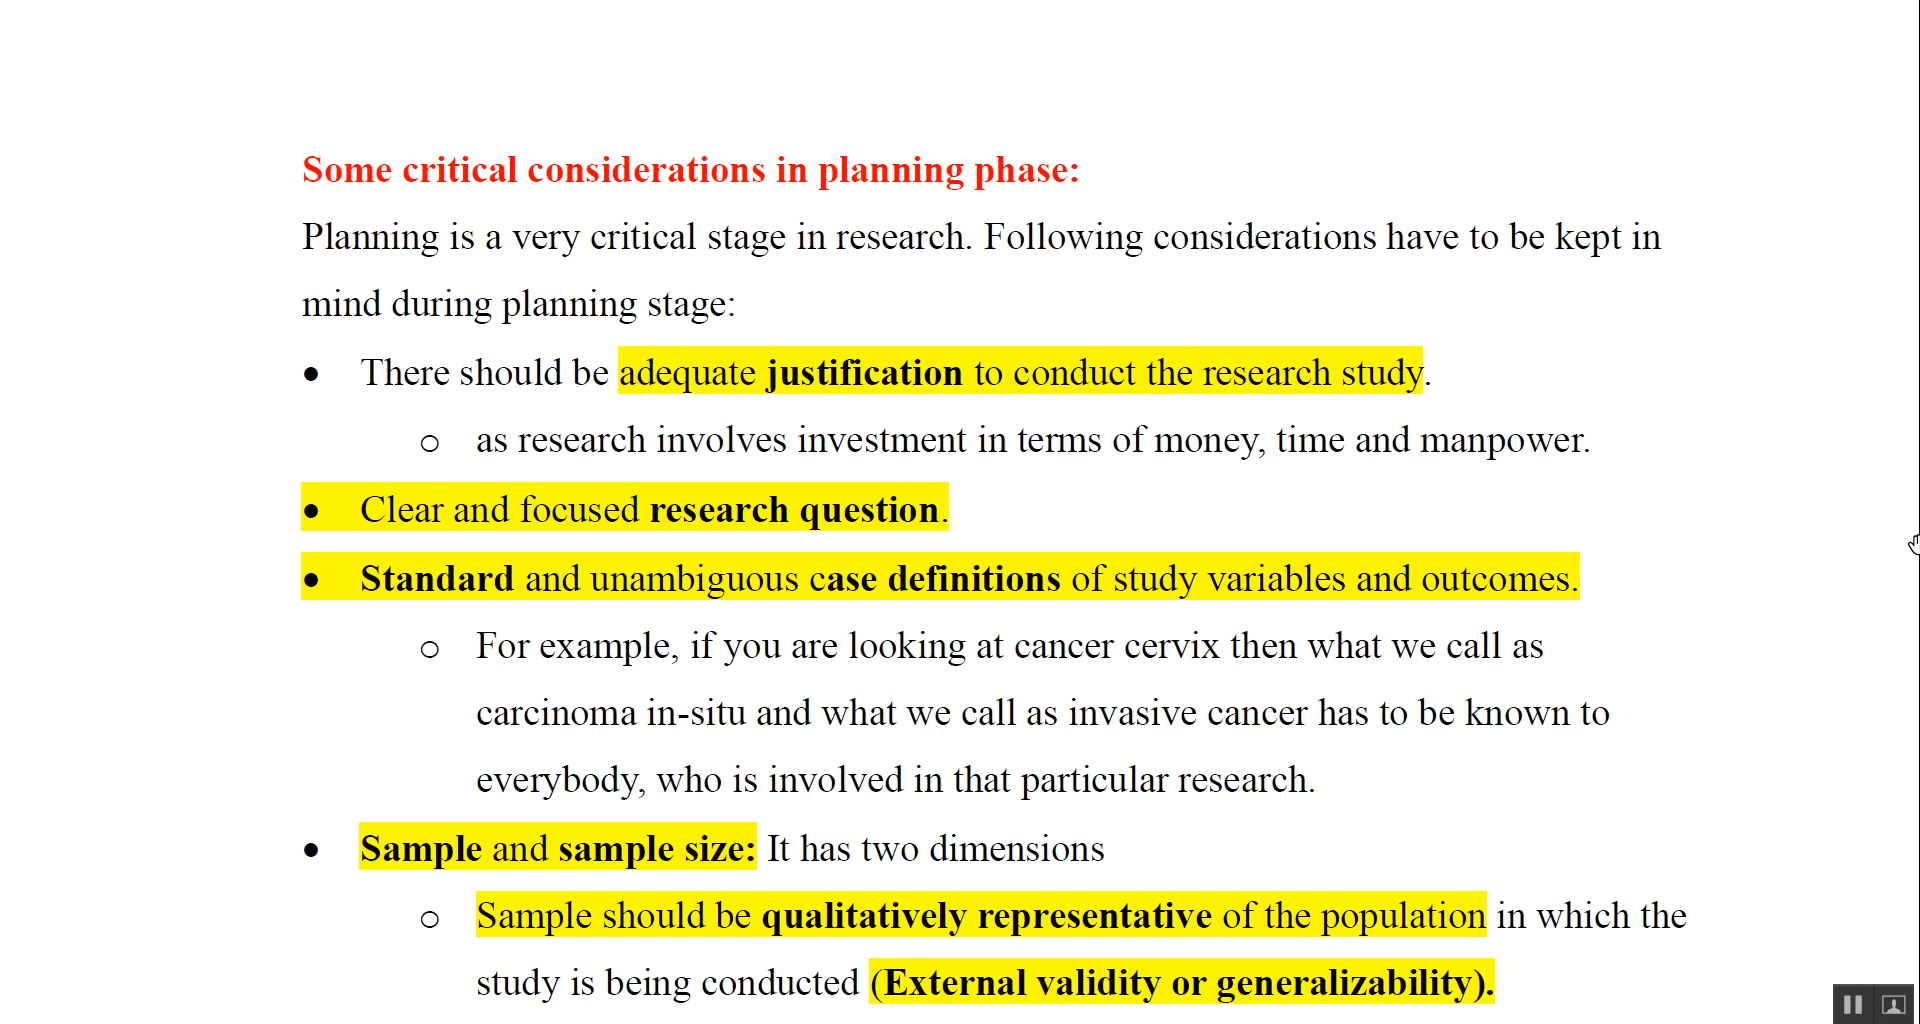 Some critical considerations in planning phase:
Planning is a very critical stage in research. Following considerations have to be kept in
mind during planning stage:
• There should be adequate justification to conduct the research study.
o as research involves investment in terms of money, time and manpower.
• Clear and focused research question.
• Standard and unambiguous case definitions of study variables and outcomes.
o For example, if you are looking at cancer cervix then what we call as
carcinoma in-situ and what we call as invasive cancer has to be known to
everybody, who is involved in that particular research.
• Sample and sample size: It has two dimensions
o Sample should be qualitatively representative of the population in which the
study is being conducted (External validity or generalizability).